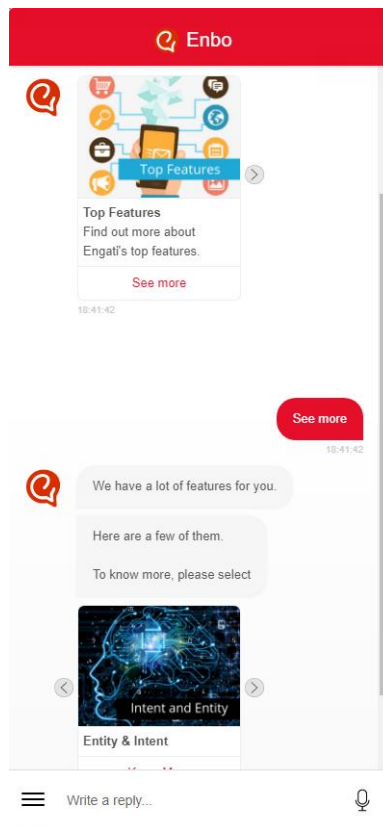 Enbo
Top Features
Top Features
Find out more about
Engati's top features.
See more
18:41:42
See more
18:41:42
We have a lot of features for you.
Here are a few of them.
To know more, please select
Intent and Entity
Entity & Intent
Write a reply...